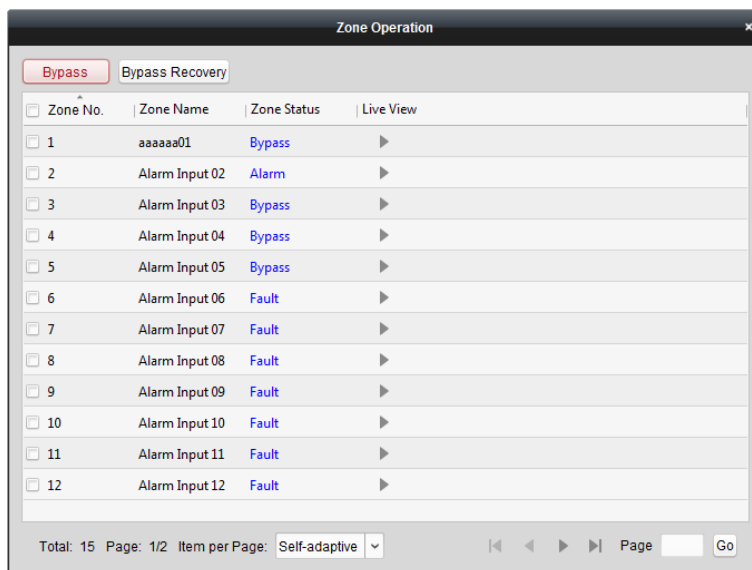 Zone Operation
Bypass Bypass Recovery
Zone No. Zone Name Zone Status Live View
1 aaaaaa01 Bypass
2 Alarm Input 02 Alarm
3 Alarm Input 03 Bypass
4 Alarm Input 04 Bypass
5 Alarm Input 05 Bypass
6 Alarm Input 06 Fault
7 Alarm Input 07 Fault
8 Alarm Input 08 Fault
9 Alarm Input 09 Fault
10 Alarm Input 10 Fault
11 Alarm Input 11 Fault
12 Alarm Input 12 Fault
Total: 15 Page: 1/2 Item per Page: Self-adaptive Page Go